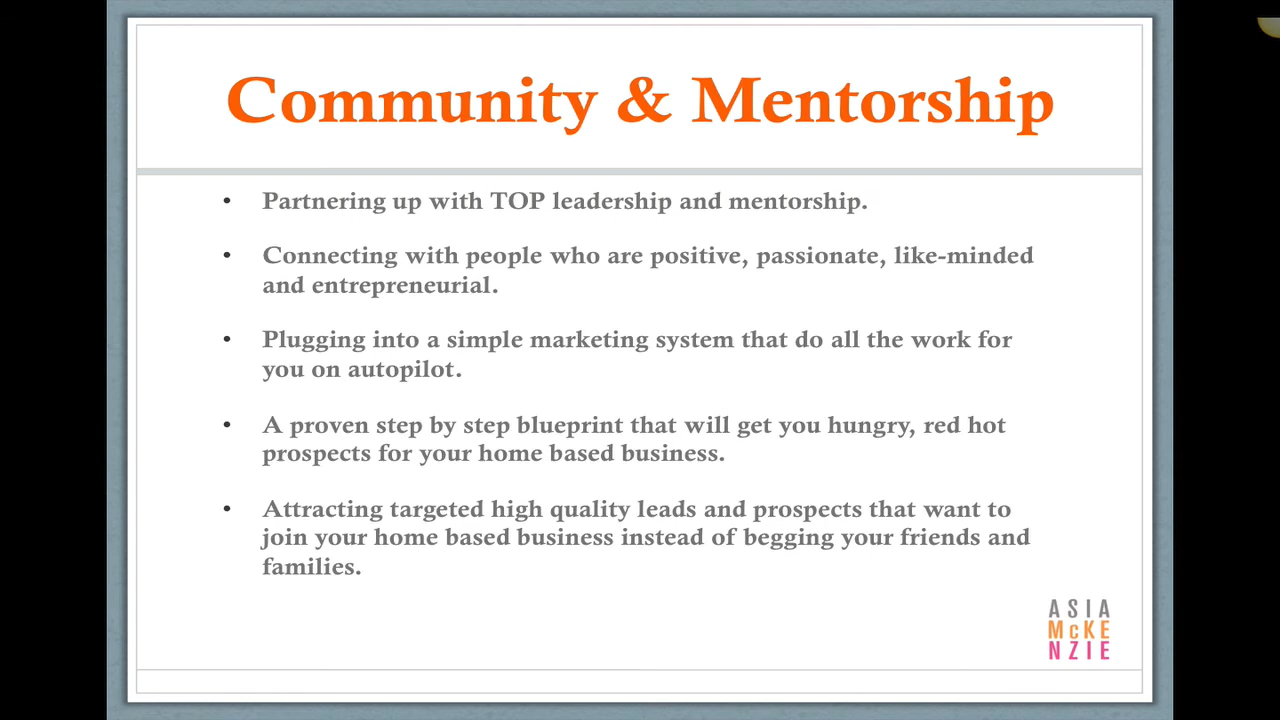 Community & Mentorship
• Partnering up with TOP leadership and mentorship.
• Connecting with people who are positive, passionate, like-minded
and entrepreneurial.
• Plugging into a simple marketing system that do all the work for
you on autopilot.
• A proven step by step blueprint that will get you hungry, red hot
prospects for your home based business.
• Attracting targeted high quality leads and prospects that want to
join your home based business instead of begging your friends and
families.
ASIA
McKE
NZIE